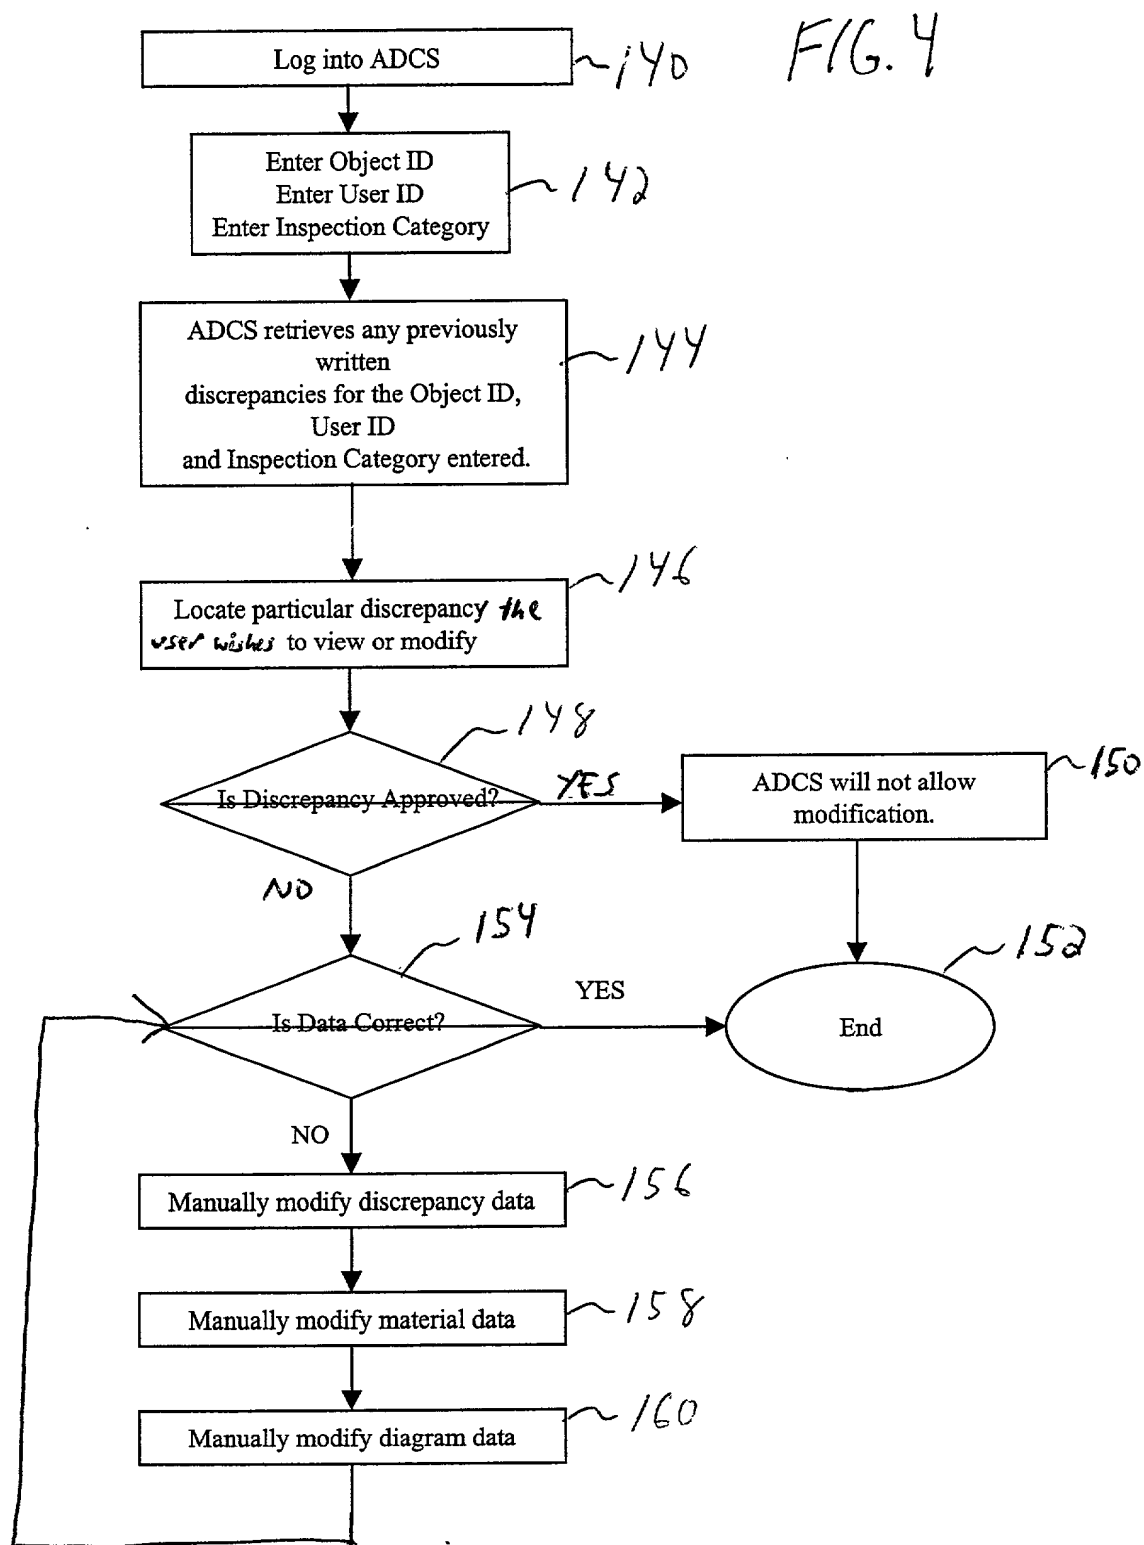 FIG. 4
Log into ADCS
140
Enter Object ID
Enter User ID
Enter Inspection Category
142
ADCS retrieves any previously
written
discrepancies for the Object ID,
User ID
and Inspection Category entered.
144
146
Locate particular discrepancy the
user wishes to view or modify
148
Is Discrepancy Approved?
YES
150
ADCS will not allow
modification.
NO
154
152
Is Data Correct?
YES
End
NO
156
Manually modify discrepancy data
158
Manually modify material data
160
Manually modify diagram data